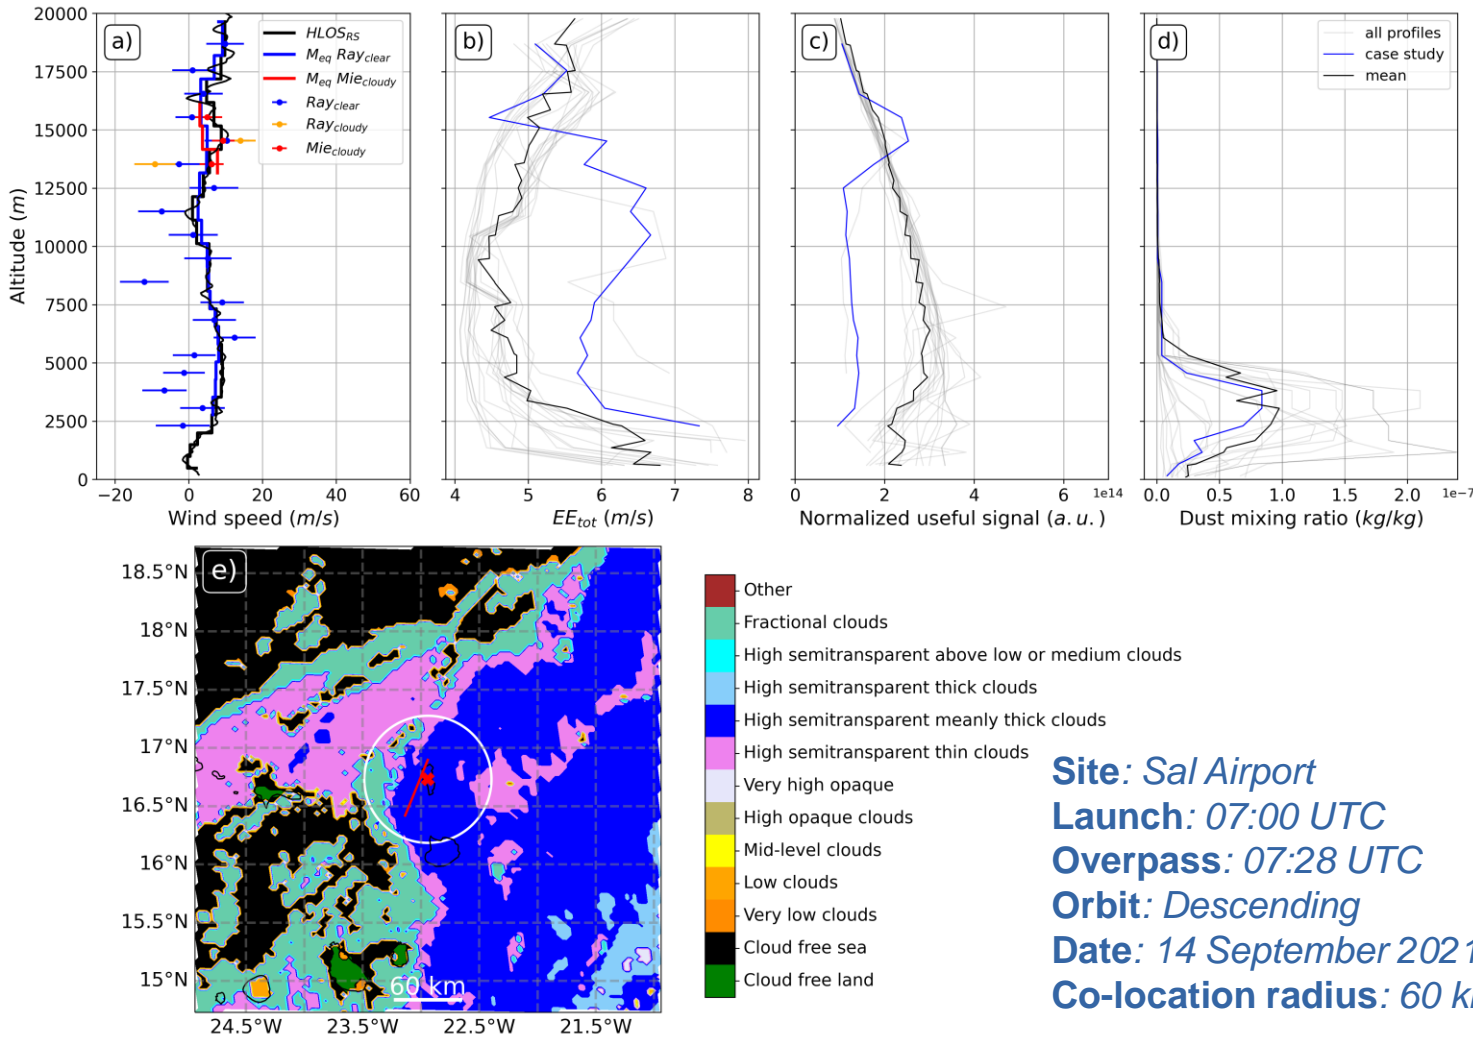 20000
17500
15000
12500
10000
7500
5000
2500
0
Altitude (m)
a)
HLOS_RS
M_eq Ray_clear
M_eq Mie_cloudy
Ray_clear
Ray_cloudy
Mie_cloudy
−20 0 20 40 60
Wind speed (m/s)
b)
4 5 6 7 8
EE_tot (m/s)
c)
0 2 4 6
1e14
Normalized useful signal (a.u.)
d)
all profiles
case study
mean
0.0 0.5 1.0 1.5 2.0
1e−7
Dust mixing ratio (kg/kg)
e)
18.5°N
18°N
17.5°N
17°N
16.5°N
16°N
15.5°N
15°N
24.5°W 23.5°W 22.5°W 21.5°W
60 km
Other
Fractional clouds
High semitransparent above low or medium clouds
High semitransparent thick clouds
High semitransparent meanly thick clouds
High semitransparent thin clouds
Very high opaque
High opaque clouds
Mid-level clouds
Low clouds
Very low clouds
Cloud free sea
Cloud free land
Site: Sal Airport
Launch: 07:00 UTC
Overpass: 07:28 UTC
Orbit: Descending
Date: 14 September 2021
Co-location radius: 60 k